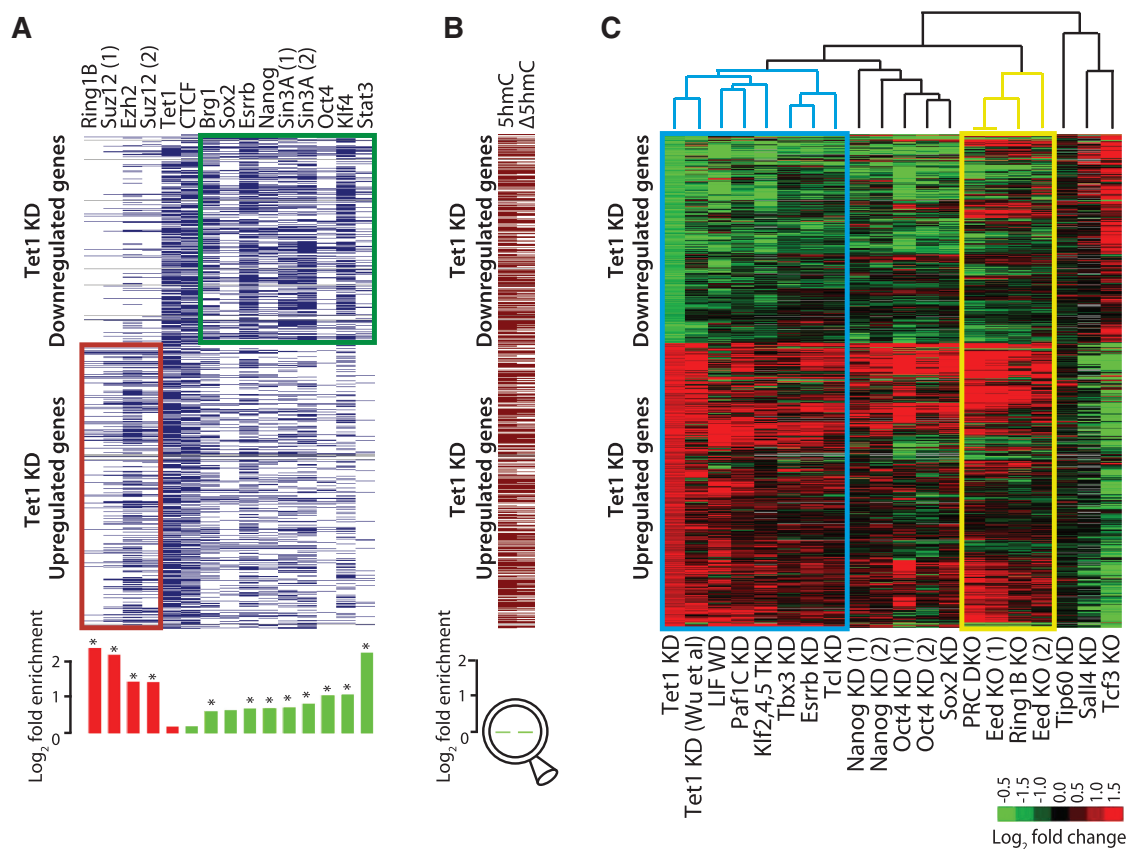 A
Ring1B
Suz12 (1)
Ezh2
Suz12 (2)
Tet1
CTCF
Brg1
Sox2
Esrrb
Nanog
Sin3A (1)
Sin3A (2)
Oct4
Klf4
Stat3
Tet1 KD
Downregulated genes
Tet1 KD
Upregulated genes
Log2 fold enrichment
2
1
0
* * * * * * * * * * * *
B
5hmC
Δ5hmC
Tet1 KD
Downregulated genes
Tet1 KD
Upregulated genes
Log2 fold enrichment
2
1
0
C
Tet1 KD
Downregulated genes
Tet1 KD
Upregulated genes
Tet1 KD
Tet1 KD (Wu et al)
LIF WD
Paf1C KD
Klf2,4,5 TKD
Tbx3 KD
Esrrb KD
Tcl KD
Nanog KD (1)
Nanog KD (2)
Oct4 KD (1)
Oct4 KD (2)
Sox2 KD
PRC DKO
Eed KO (1)
Ring1B KO
Eed KO (2)
Tip60 KD
Sall4 KD
Tcf3 KO
-0.5
-1.5
-1.0
0.0
0.5
1.0
1.5
Log2 fold change